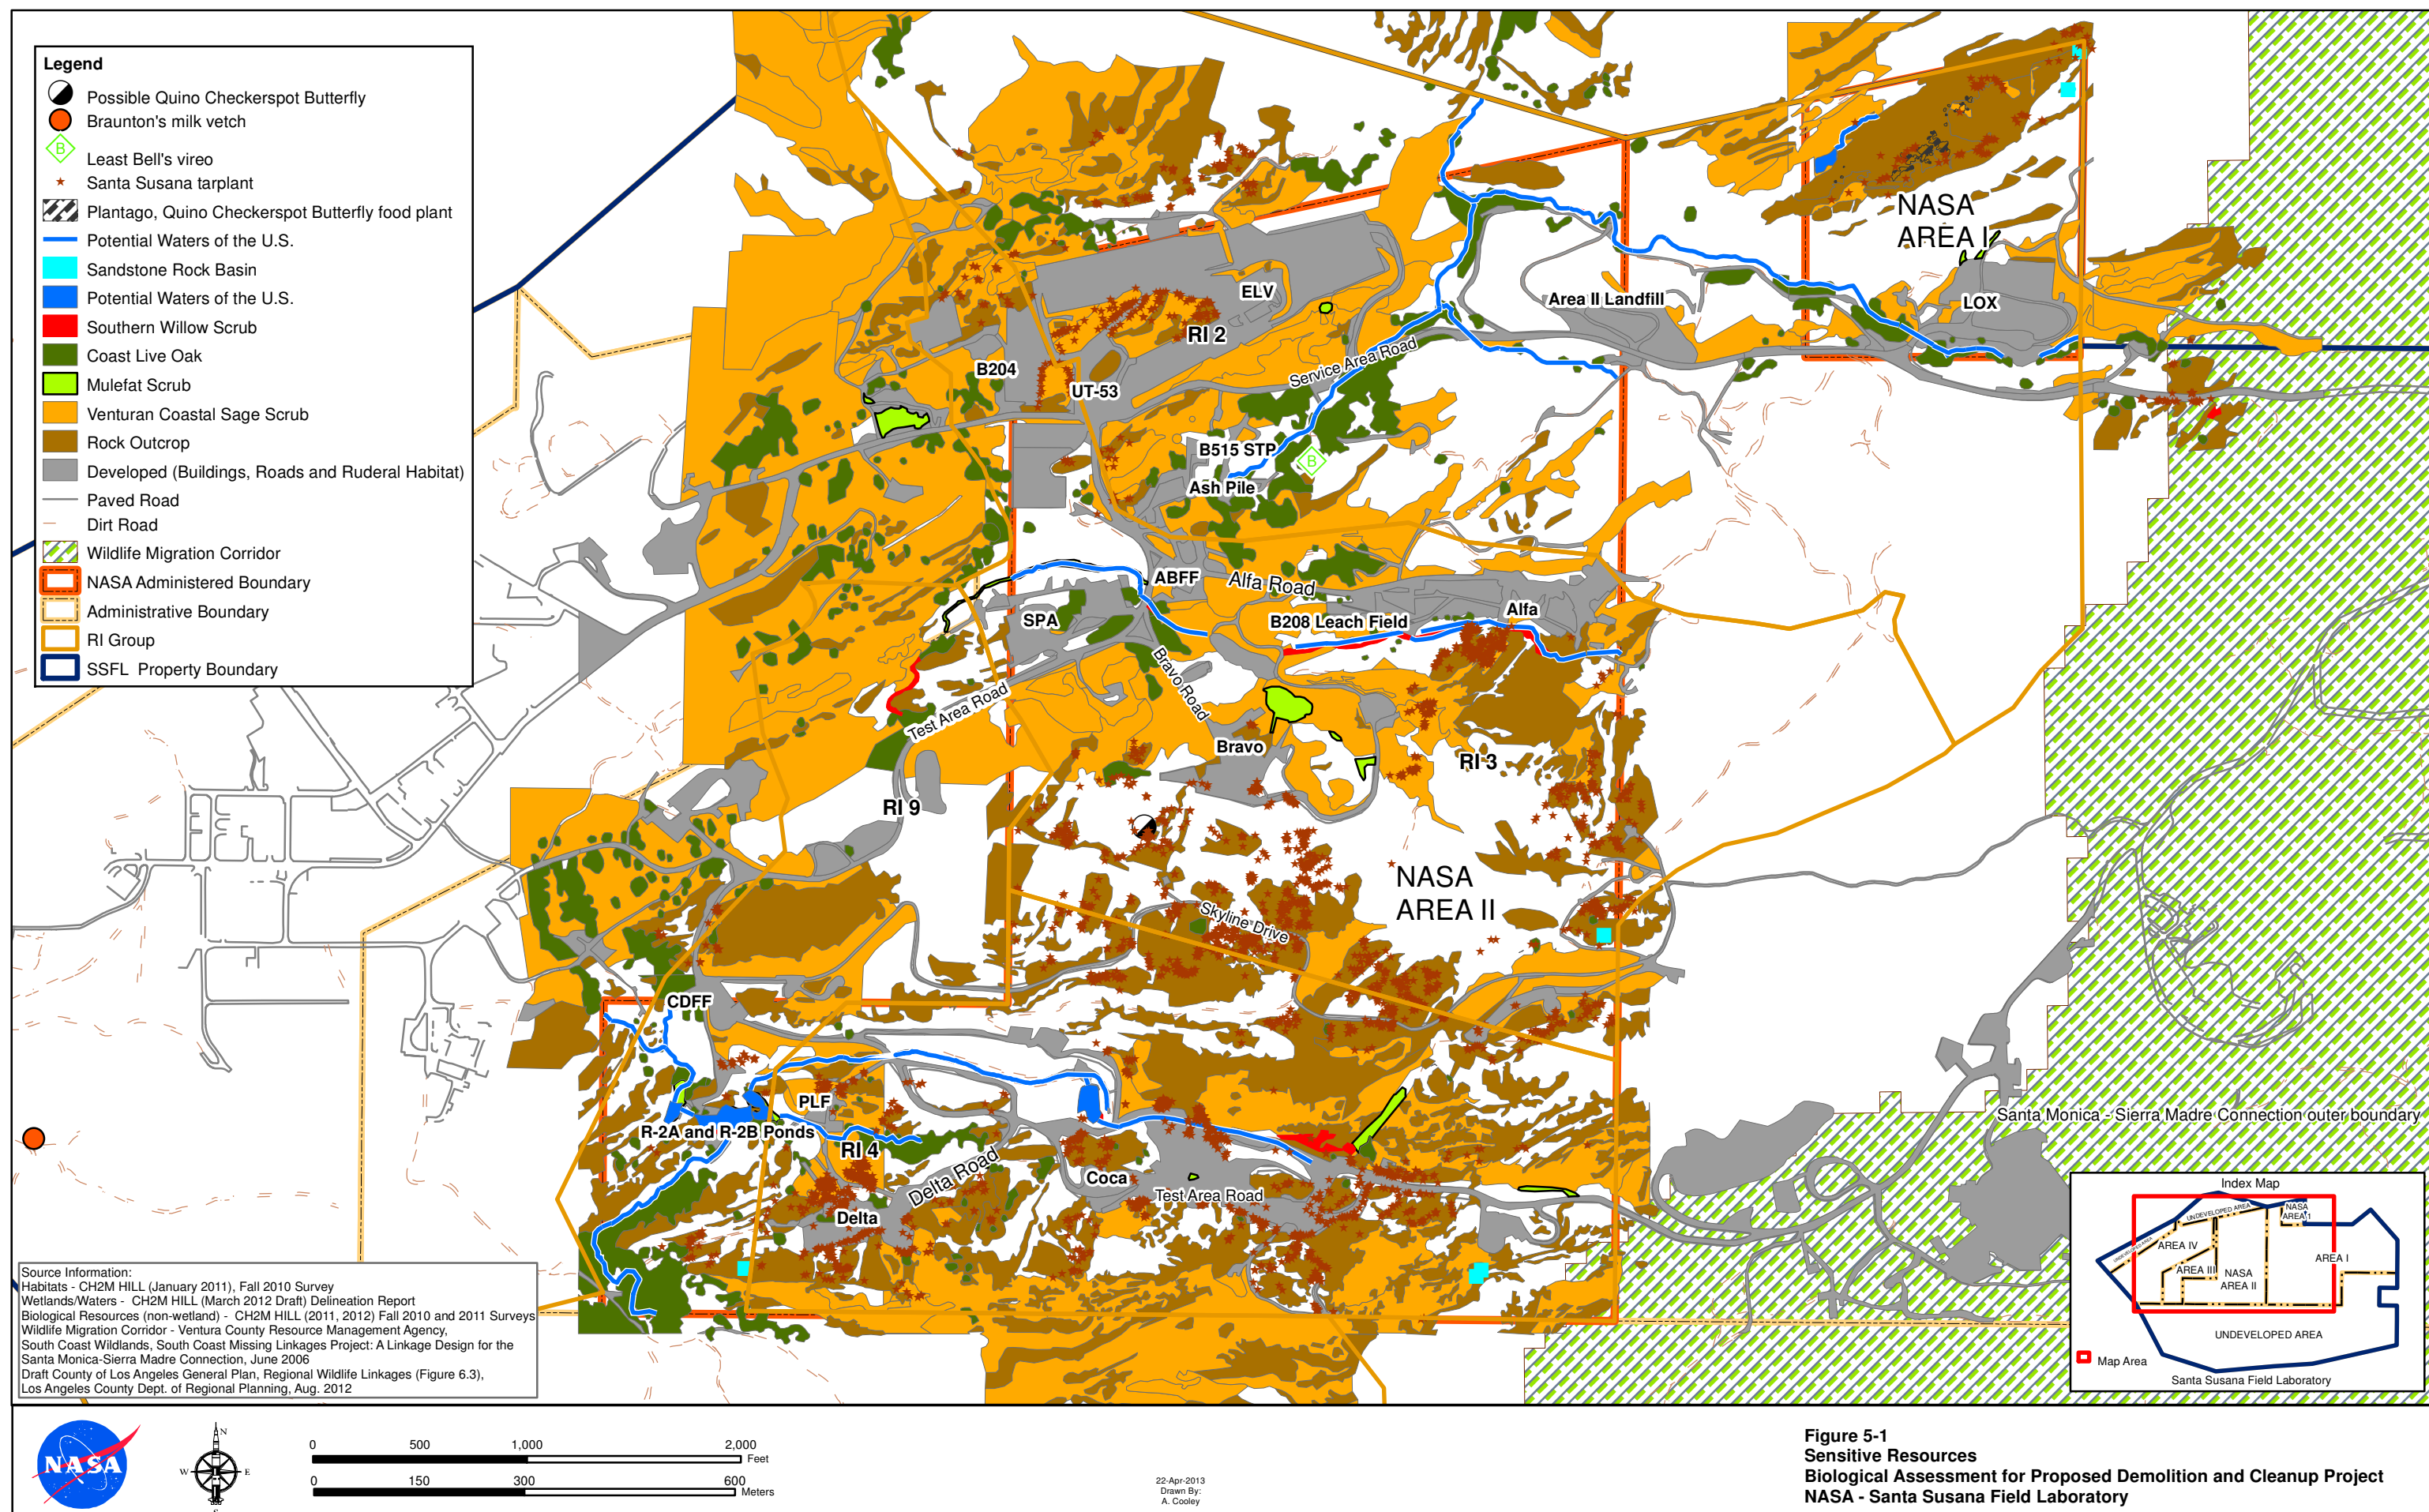 Legend
Possible Quino Checkerspot Butterfly
Braunton's milk vetch
B
Least Bell's vireo
Santa Susana tarplant
Plantago, Quino Checkerspot Butterfly food plant
Potential Waters of the U.S.
Sandstone Rock Basin
Potential Waters of the U.S.
Southern Willow Scrub
Coast Live Oak
Mulefat Scrub
Venturan Coastal Sage Scrub
Rock Outcrop
Developed (Buildings, Roads and Ruderal Habitat)
Paved Road
Dirt Road
Wildlife Migration Corridor
NASA Administered Boundary
Administrative Boundary
RI Group
SSFL Property Boundary
NASA
AREA I
ELV
Area II Landfill
LOX
RI 2
Service Area Road
B204
UT-53
B515 STP
B
Ash Pile
ABFF
Alfa Road
Alfa
SPA
B208 Leach Field
Bravo Road
Test Area Road
Bravo
RI 3
RI 9
NASA
AREA II
Skyline Drive
CDFF
PLF
R-2A and R-2B Ponds
RI 4
Delta Road
Coca
Test Area Road
Delta
Santa Monica - Sierra Madre Connection outer boundary
Index Map
UNDEVELOPED AREA
NASA
AREA 1
UNDEVELOPED AREA
AREA IV
AREA I
AREA III
NASA
AREA II
UNDEVELOPED AREA
Map Area
Santa Susana Field Laboratory
Source Information:
Habitats - CH2M HILL (January 2011), Fall 2010 Survey
Wetlands/Waters - CH2M HILL (March 2012 Draft) Delineation Report
Biological Resources (non-wetland) - CH2M HILL (2011, 2012) Fall 2010 and 2011 Surveys
Wildlife Migration Corridor - Ventura County Resource Management Agency,
South Coast Wildlands, South Coast Missing Linkages Project: A Linkage Design for the
Santa Monica-Sierra Madre Connection, June 2006
Draft County of Los Angeles General Plan, Regional Wildlife Linkages (Figure 6.3),
Los Angeles County Dept. of Regional Planning, Aug. 2012
NASA
N
W E
S
0 500 1,000 2,000
Feet
0 150 300 600
Meters
22-Apr-2013
Drawn By:
A. Cooley
Figure 5-1
Sensitive Resources
Biological Assessment for Proposed Demolition and Cleanup Project
NASA - Santa Susana Field Laboratory